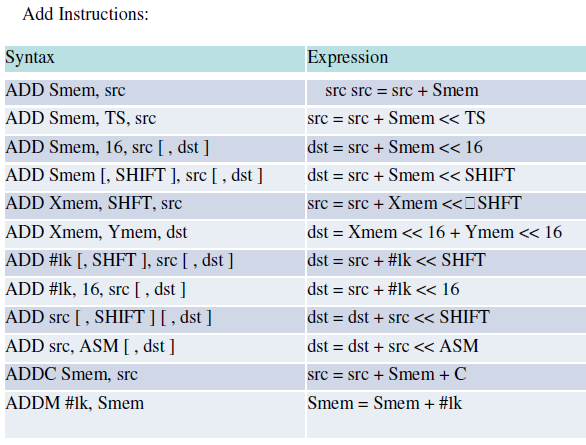 Add Instructions:
Syntax Expression
ADD Smem, src src src = src + Smem
ADD Smem, TS, src src = src + Smem << TS
ADD Smem, 16, src [ , dst ] dst = src + Smem << 16
ADD Smem [, SHIFT ], src [ , dst ] dst = src + Smem << SHIFT
ADD Xmem, SHFT, src src = src + Xmem <<□SHFT
ADD Xmem, Ymem, dst dst = Xmem << 16 + Ymem << 16
ADD #lk [, SHFT ], src [ , dst ] dst = src + #lk << SHFT
ADD #lk, 16, src [ , dst ] dst = src + #lk << 16
ADD src [ , SHIFT ] [ , dst ] dst = dst + src << SHIFT
ADD src, ASM [ , dst ] dst = dst + src << ASM
ADDC Smem, src src = src + Smem + C
ADDM #lk, Smem Smem = Smem + #lk